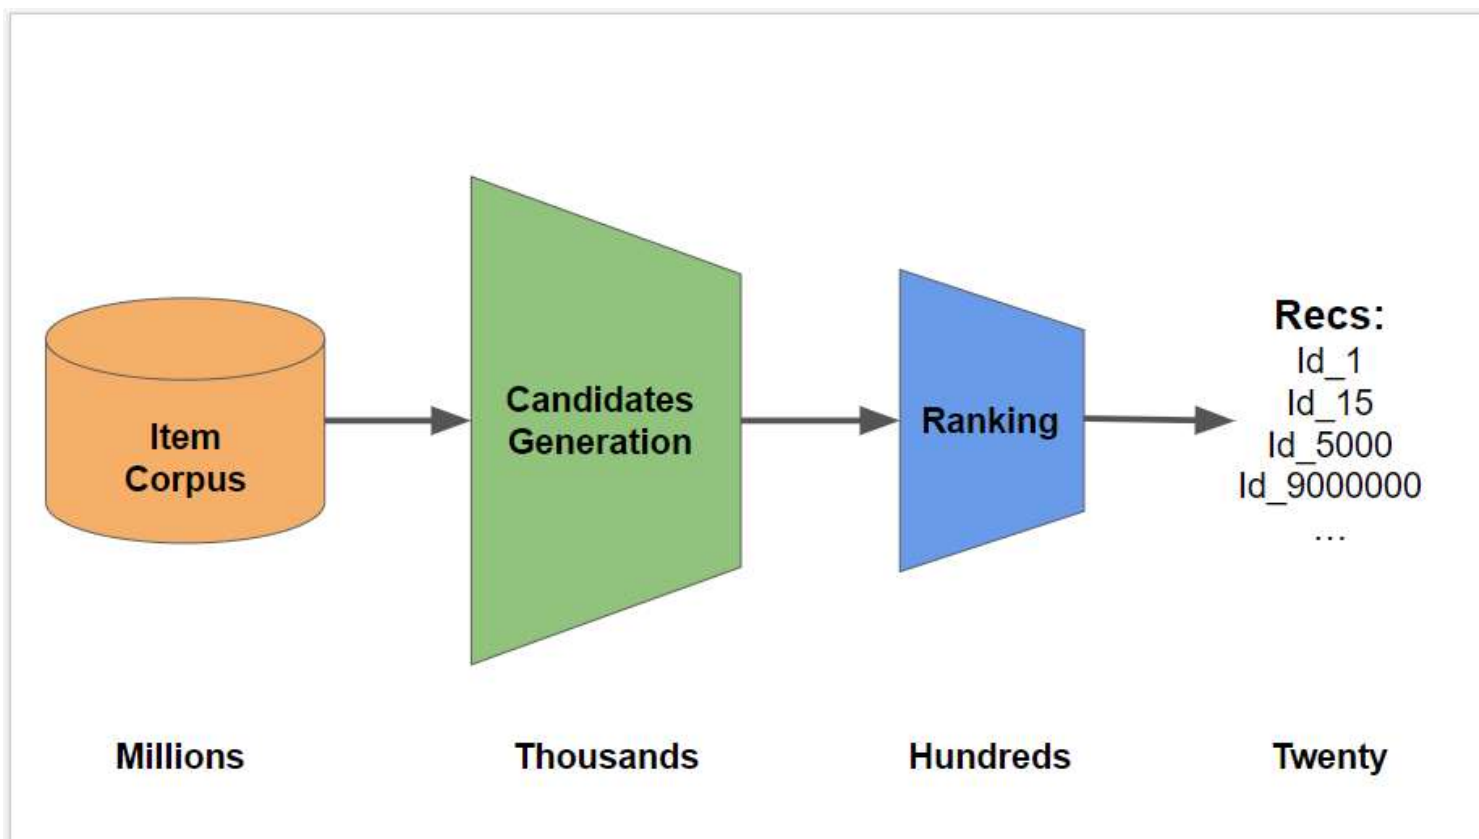 Item
Corpus
Candidates
Generation
Ranking
Recs:
Id_1
Id_15
Id_5000
Id_9000000
...
Millions
Thousands
Hundreds
Twenty